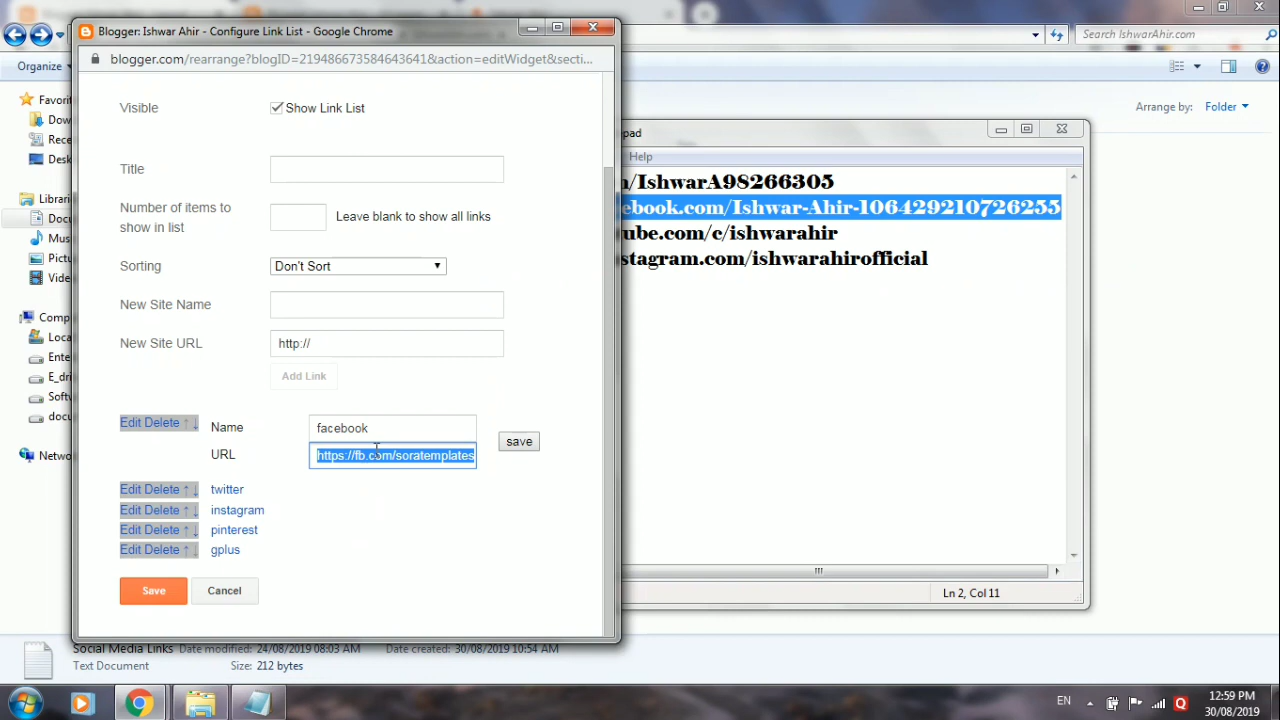 Blogger: Ishwar Ahir - Configure Link List - Google Chrome
blogger.com/rearrange?blogID=219486673584643641&action=editWidget&secti...
Search IshwarAhir.com
Organize
Arrange by: Folder
Favori
Dow
Rece
Desk
Librari
Docu
Mus
Pictu
Video
Comp
Loca
Ente
E_dri
Softw
docu
Netwo
Visible
Show Link List
Title
Number of items to
show in list
Leave blank to show all links
Sorting
Don't Sort
New Site Name
New Site URL
http://
Add Link
Edit Delete ↑ ↓
Name
facebook
URL
https://fb.com/soratemplates
save
Edit Delete ↑ ↓ twitter
Edit Delete ↑ ↓ instagram
Edit Delete ↑ ↓ pinterest
Edit Delete ↑ ↓ gplus
Save
Cancel
pad
Help
/IshwarA98266305
ebook.com/Ishwar-Ahir-106429210726255
ube.com/c/ishwarahir
stagram.com/ishwarahirofficial
Ln 2, Col 11
Social Media Links Date modified: 24/08/2019 08:03 AM Date created: 30/08/2019 10:54 AM
Text Document Size: 212 bytes
EN
12:59 PM
30/08/2019